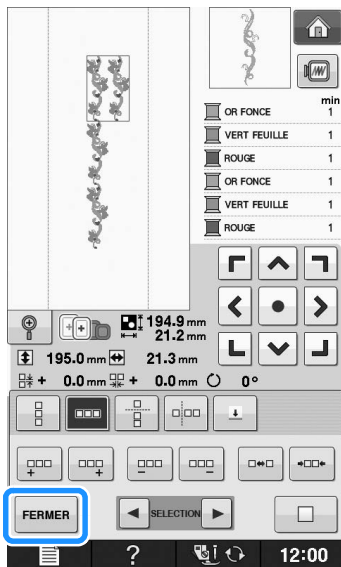 min
OR FONCE 1
VERT FEUILLE 1
ROUGE 1
OR FONCE 1
VERT FEUILLE 1
ROUGE 1
194.9 mm
21.2 mm
195.0 mm 21.3 mm
+ 0.0 mm + 0.0 mm 0°
FERMER
SELECTION
? 12:00